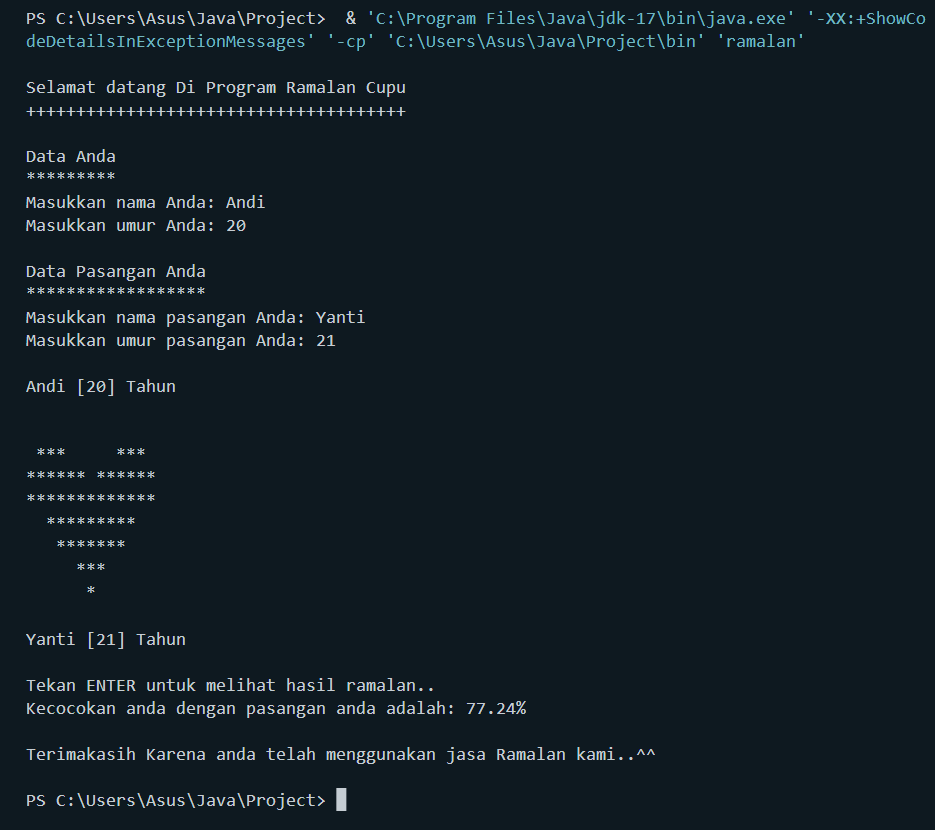 PS C:\Users\Asus\Java\Project>  & 'C:\Program Files\Java\jdk-17\bin\java.exe' '-XX:+ShowCo
deDetailsInExceptionMessages' '-cp' 'C:\Users\Asus\Java\Project\bin' 'ramalan'

Selamat datang Di Program Ramalan Cupu
++++++++++++++++++++++++++++++++++++++

Data Anda
*********
Masukkan nama Anda: Andi
Masukkan umur Anda: 20

Data Pasangan Anda
******************
Masukkan nama pasangan Anda: Yanti
Masukkan umur pasangan Anda: 21

Andi [20] Tahun


 ***     ***
****** ******
*************
  *********
   *******
     ***
      *

Yanti [21] Tahun

Tekan ENTER untuk melihat hasil ramalan..
Kecocokan anda dengan pasangan anda adalah: 77.24%

Terimakasih Karena anda telah menggunakan jasa Ramalan kami..^^

PS C:\Users\Asus\Java\Project>